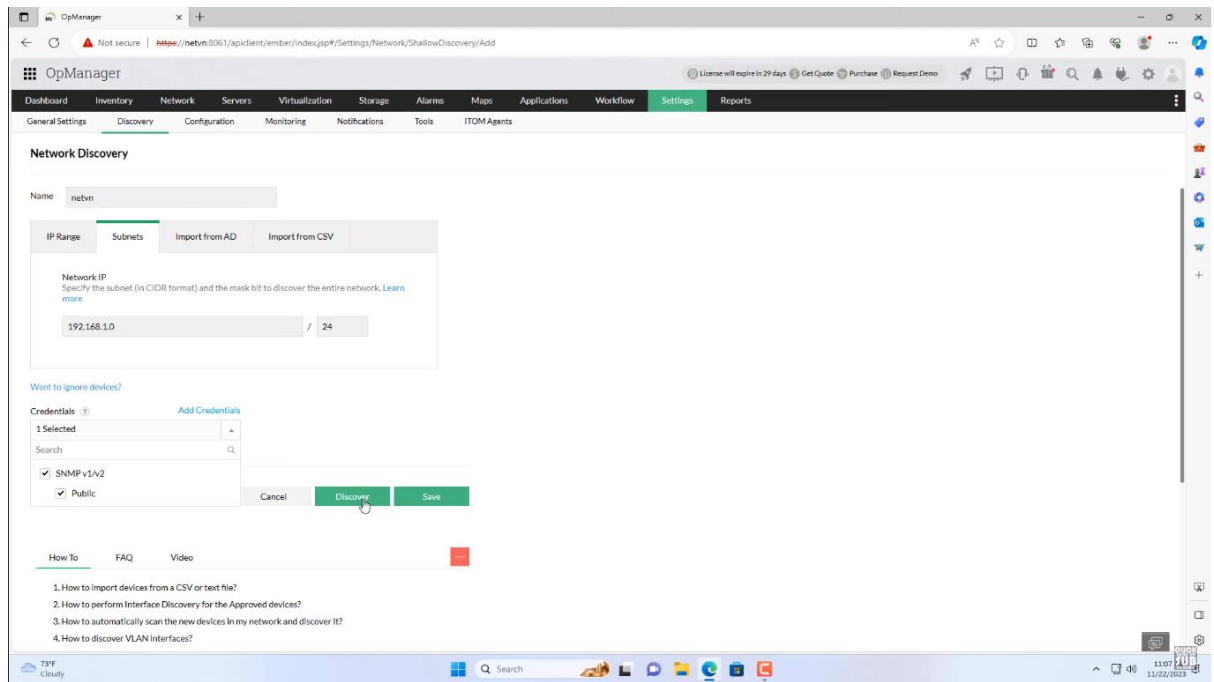 OpManager
Not secure https://netvn:8061/apiclient/ember/index.jsp#/Settings/Network/ShallowDiscovery/Add
OpManager
License will expire in 29 days Get Quote Purchase Request Demo
Dashboard Inventory Network Servers Virtualization Storage Alarms Maps Applications Workflow Settings Reports
General Settings Discovery Configuration Monitoring Notifications Tools ITOM Agents
Network Discovery
Name netvn
IP Range Subnets Import from AD Import from CSV
Network IP
Specify the subnet (in CIDR format) and the mask bit to discover the entire network. Learn
more
192.168.1.0 / 24
Want to ignore devices?
Credentials ? Add Credentials
1 Selected
Search
SNMP v1/v2
Public
Cancel Discover Save
How To FAQ Video
1. How to import devices from a CSV or text file?
2. How to perform Interface Discovery for the Approved devices?
3. How to automatically scan the new devices in my network and discover it?
4. How to discover VLAN interfaces?
73°F
Cloudy
Search
11:07
11/22/2023